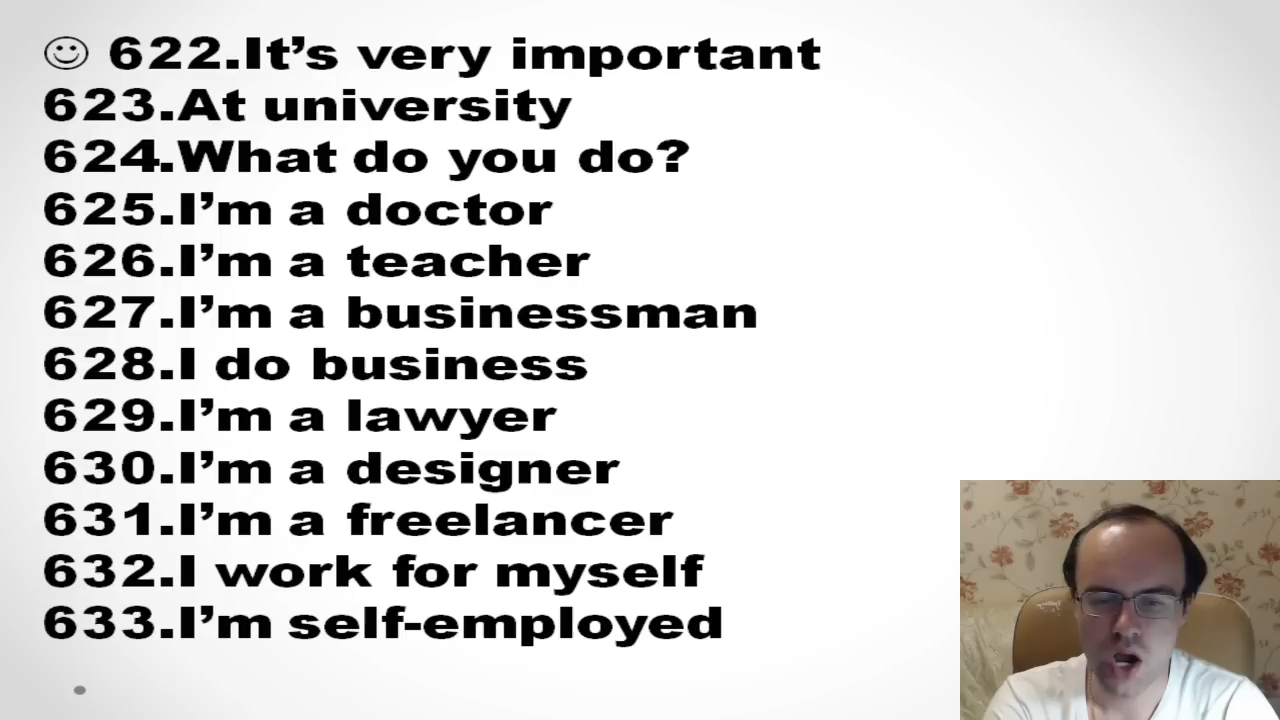 ☺ 622.It’s very important
623.At university
624.What do you do?
625.I’m a doctor
626.I’m a teacher
627.I’m a businessman
628.I do business
629.I’m a lawyer
630.I’m a designer
631.I’m a freelancer
632.I work for myself
633.I’m self-employed